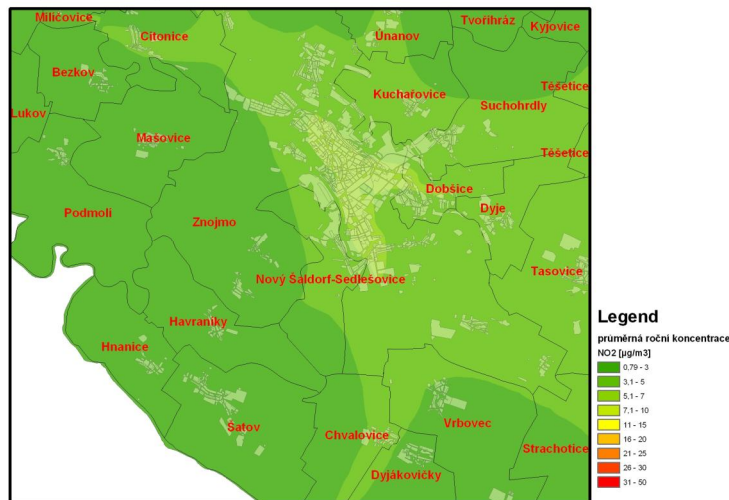 Milíčovice
Citonice
Únanov
Tvořihráz
Kyjovice
Bezkov
Kuchařovice
Těšetice
Suchohrdly
Lukov
Mašovice
Těšetice
Dobšice
Podmolí
Znojmo
Dyje
Nový Šaldorf-Sedlešovice
Tasovice
Havraníky
Hnanice
Šatov
Chvalovice
Vrbovec
Strachotice
Dyjákovičky
Legend
průměrná roční koncentrace
NO2 [µg/m3]
0,79 - 3
3,1 - 5
5,1 - 7
7,1 - 10
11 - 15
16 - 20
21 - 25
26 - 30
31 - 50